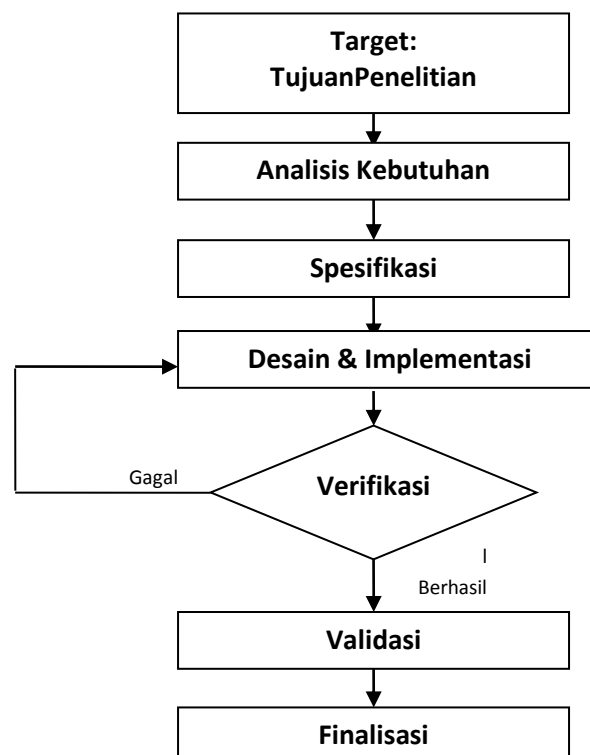 Target:
TujuanPenelitian
Analisis Kebutuhan
Spesifikasi
Desain & Implementasi
Gagal
Verifikasi
l
Berhasil
Validasi
Finalisasi